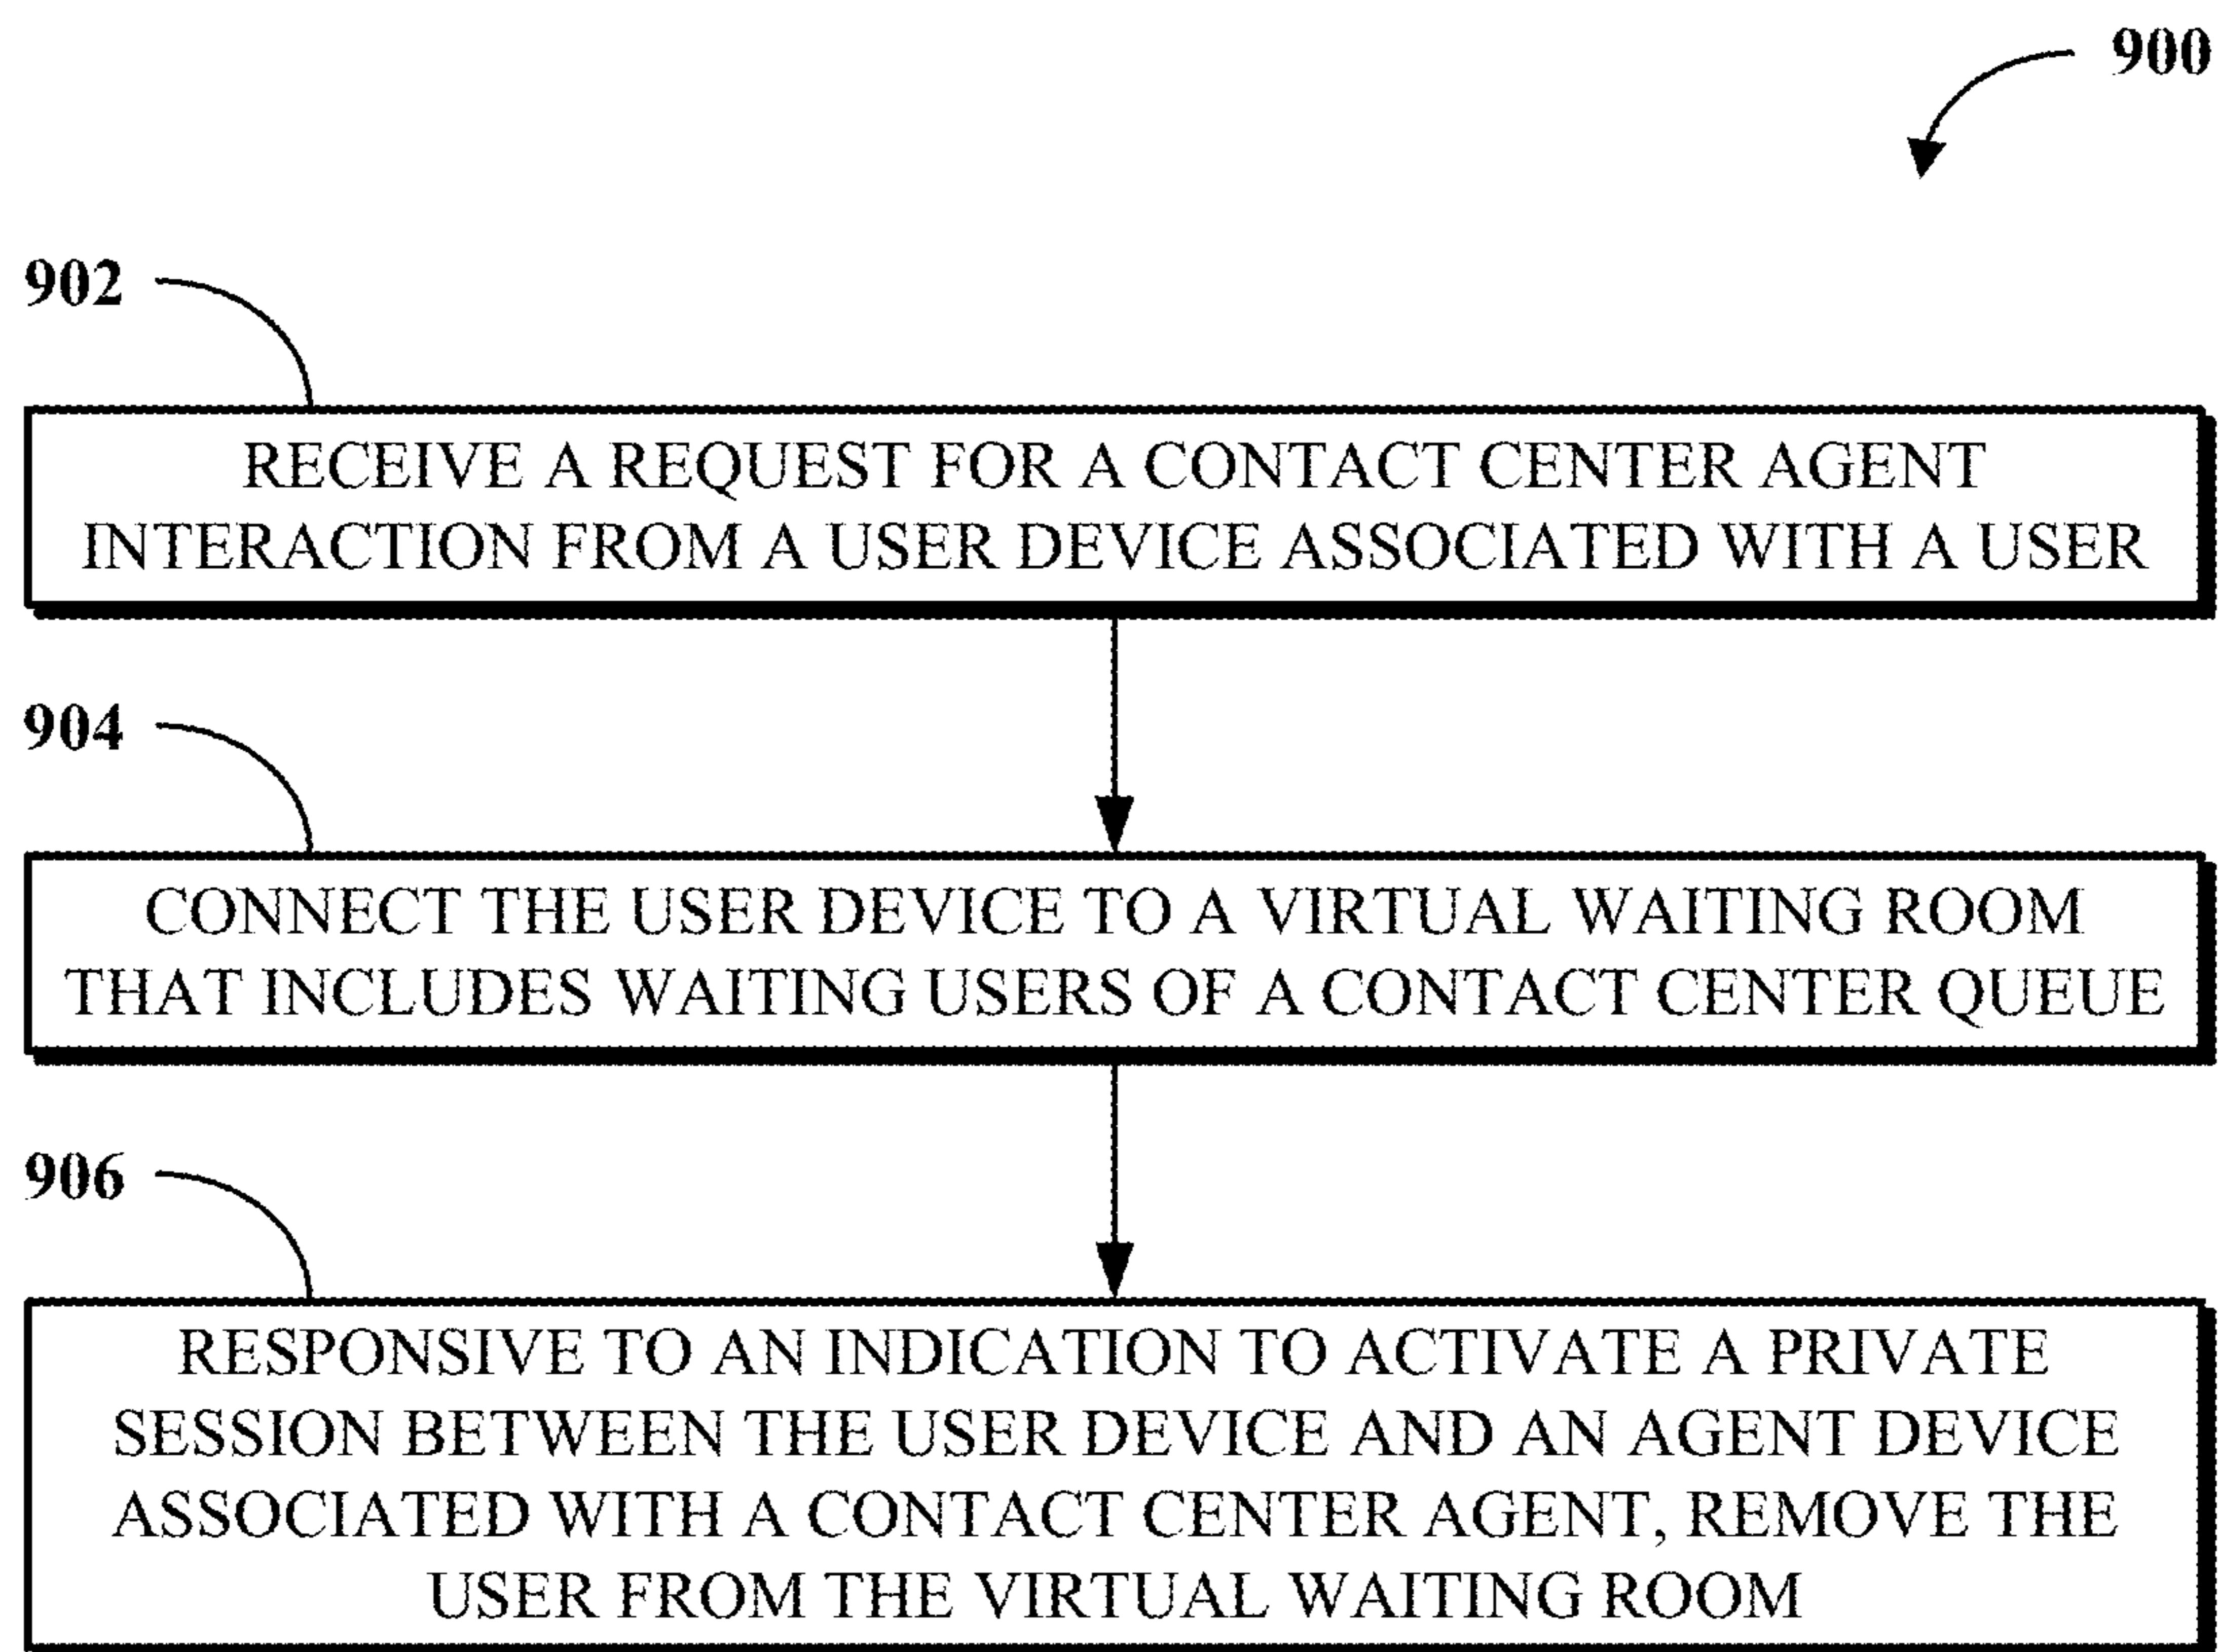 900
902
RECEIVE A REQUEST FOR A CONTACT CENTER AGENT
INTERACTION FROM A USER DEVICE ASSOCIATED WITH A USER
904
CONNECT THE USER DEVICE TO A VIRTUAL WAITING ROOM
THAT INCLUDES WAITING USERS OF A CONTACT CENTER QUEUE
906
RESPONSIVE TO AN INDICATION TO ACTIVATE A PRIVATE
SESSION BETWEEN THE USER DEVICE AND AN AGENT DEVICE
ASSOCIATED WITH A CONTACT CENTER AGENT, REMOVE THE
USER FROM THE VIRTUAL WAITING ROOM